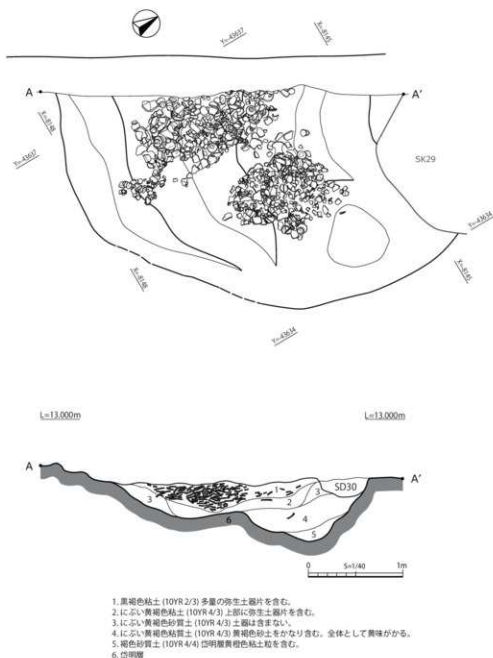 Y=-43637
X=-8145
A
A'
X=-8148
Y=-43637
SK29
Y=-43634
X=-8145
X=-8148
Y=-43634
L=13.000m
L=13.000m
A
A'
1
SD30
3
3
2
4
6
5
0
S=1/40
1m
1. 黒褐色粘土 (10YR 2/3) 多量の弥生土器片を含む。
2. にぶい黄褐色粘土 (10YR 4/3) 上部に弥生土器片を含む。
3. にぶい黄褐色砂質土 (10YR 4/3) 土器は含まない。
4. にぶい黄褐色粘質土 (10YR 4/3) 黄褐色砂土をかなり含む。全体として黄味がかる。
5. 褐色砂質土 (10YR 4/4) 岱明層黄橙色粘土粒を含む。
6. 岱明層